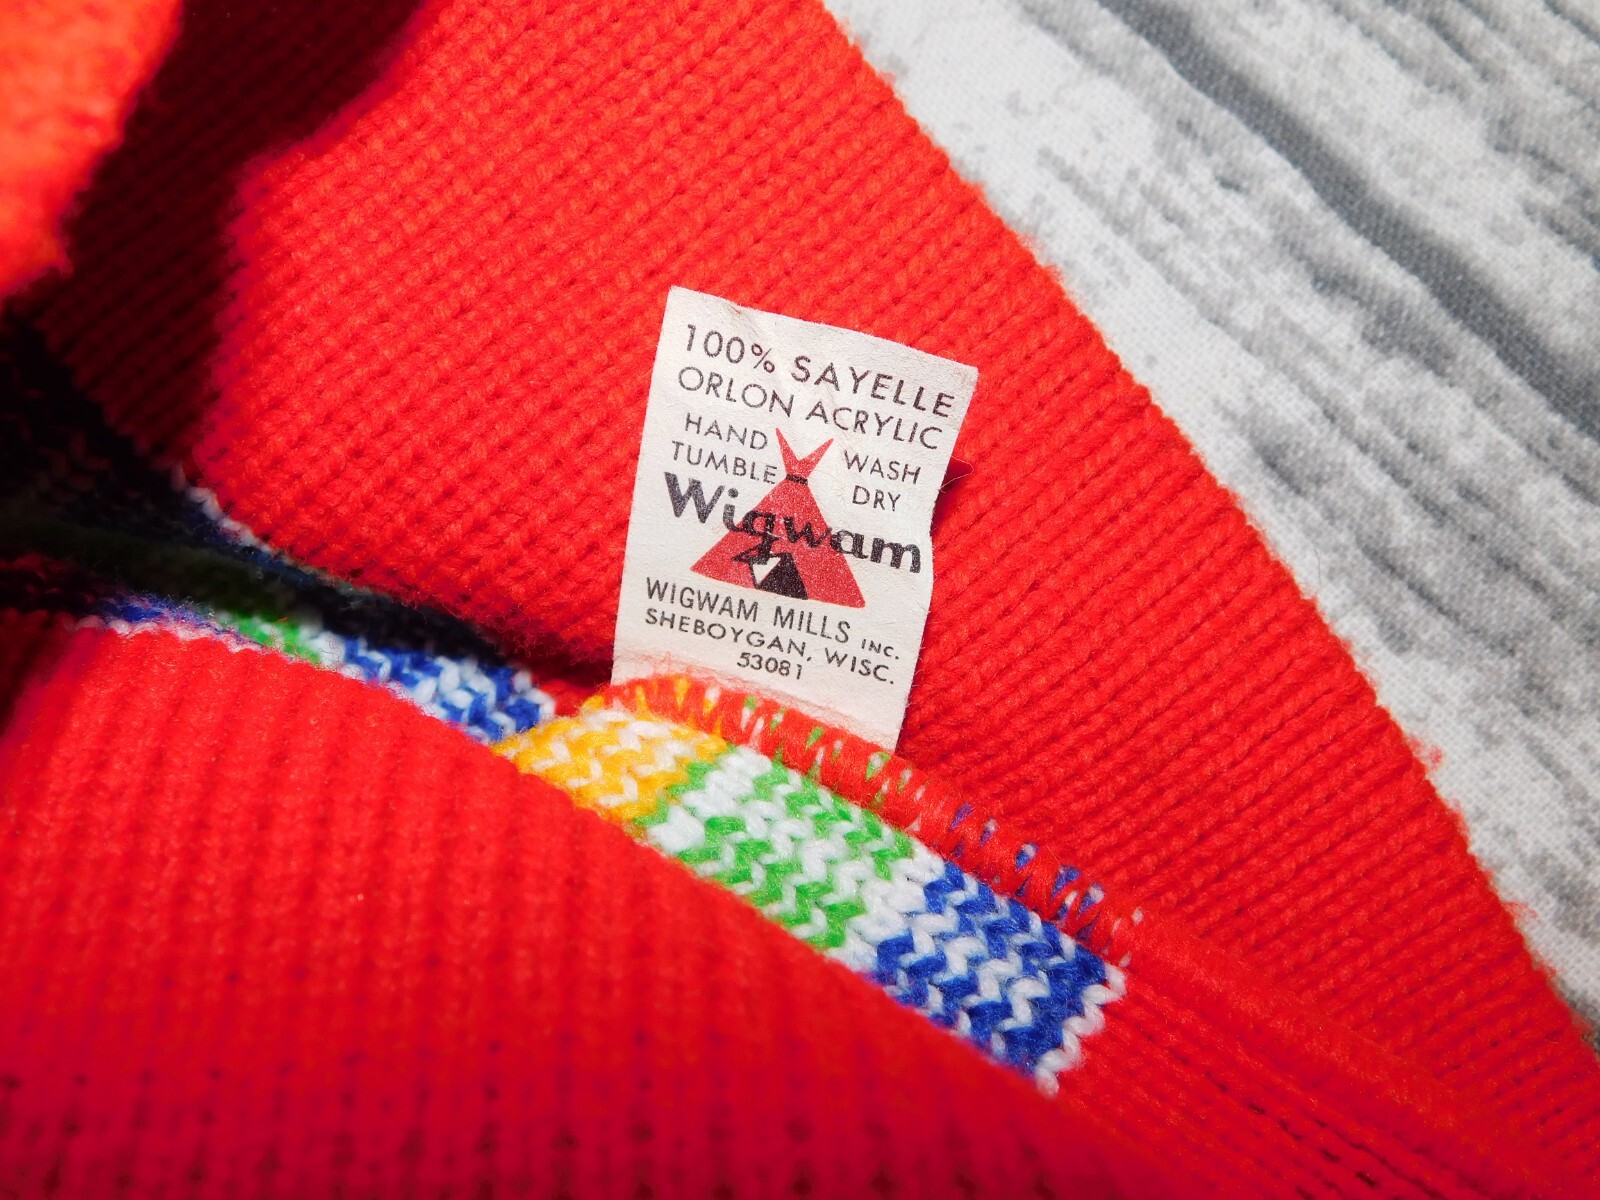 100% SAYELLE
ORLON ACRYLIC
HAND WASH
TUMBLE DRY
Wigwam
WIGWAM MILLS INC.
SHEBOYGAN, WISC.
53081